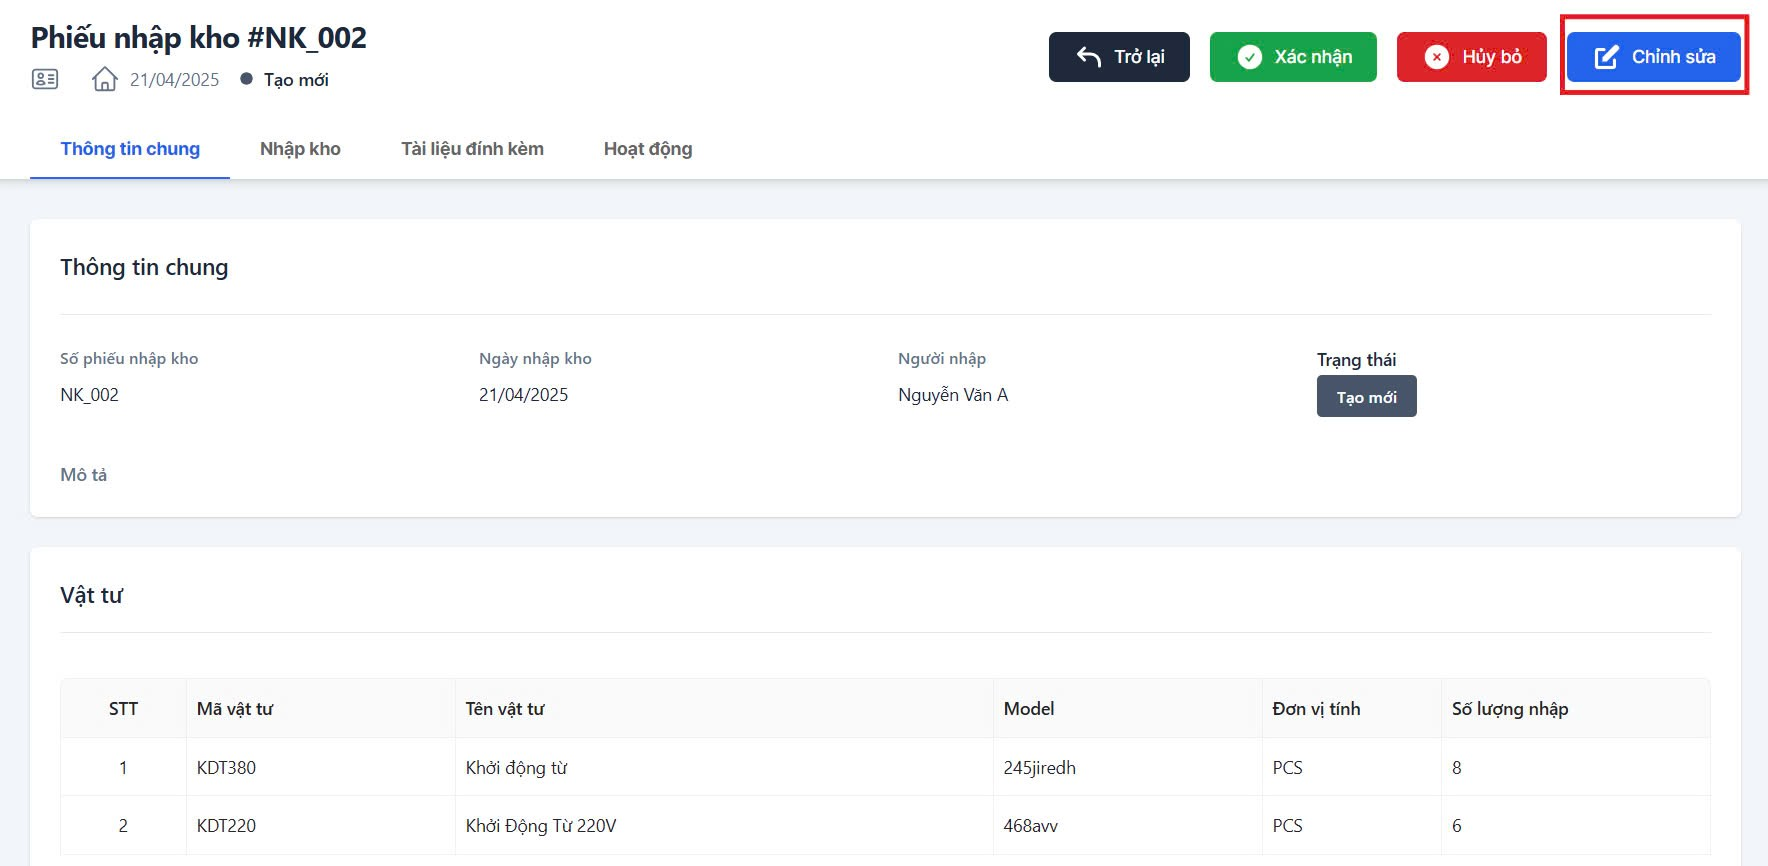 Phiếu nhập kho #NK_002
Trở lại
Xác nhận
Hủy bỏ
Chỉnh sửa
21/04/2025 Tạo mới
Thông tin chung Nhập kho Tài liệu đính kèm Hoạt động
Thông tin chung
Số phiếu nhập kho Ngày nhập kho Người nhập Trạng thái
NK_002 21/04/2025 Nguyễn Văn A Tạo mới
Mô tả
Vật tư
STT Mã vật tư Tên vật tư Model Đơn vị tính Số lượng nhập
1 KDT380 Khởi động từ 245jiredh PCS 8
2 KDT220 Khởi Động Từ 220V 468avv PCS 6